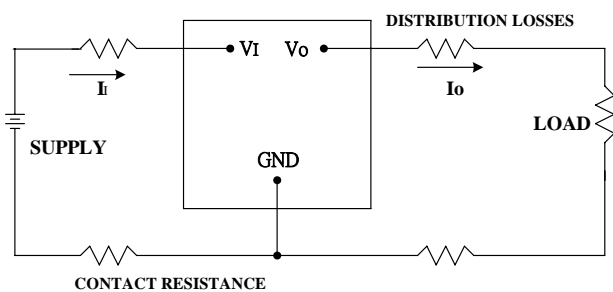 DISTRIBUTION LOSSES
VI
VO
II
IO
SUPPLY
LOAD
GND
CONTACT RESISTANCE